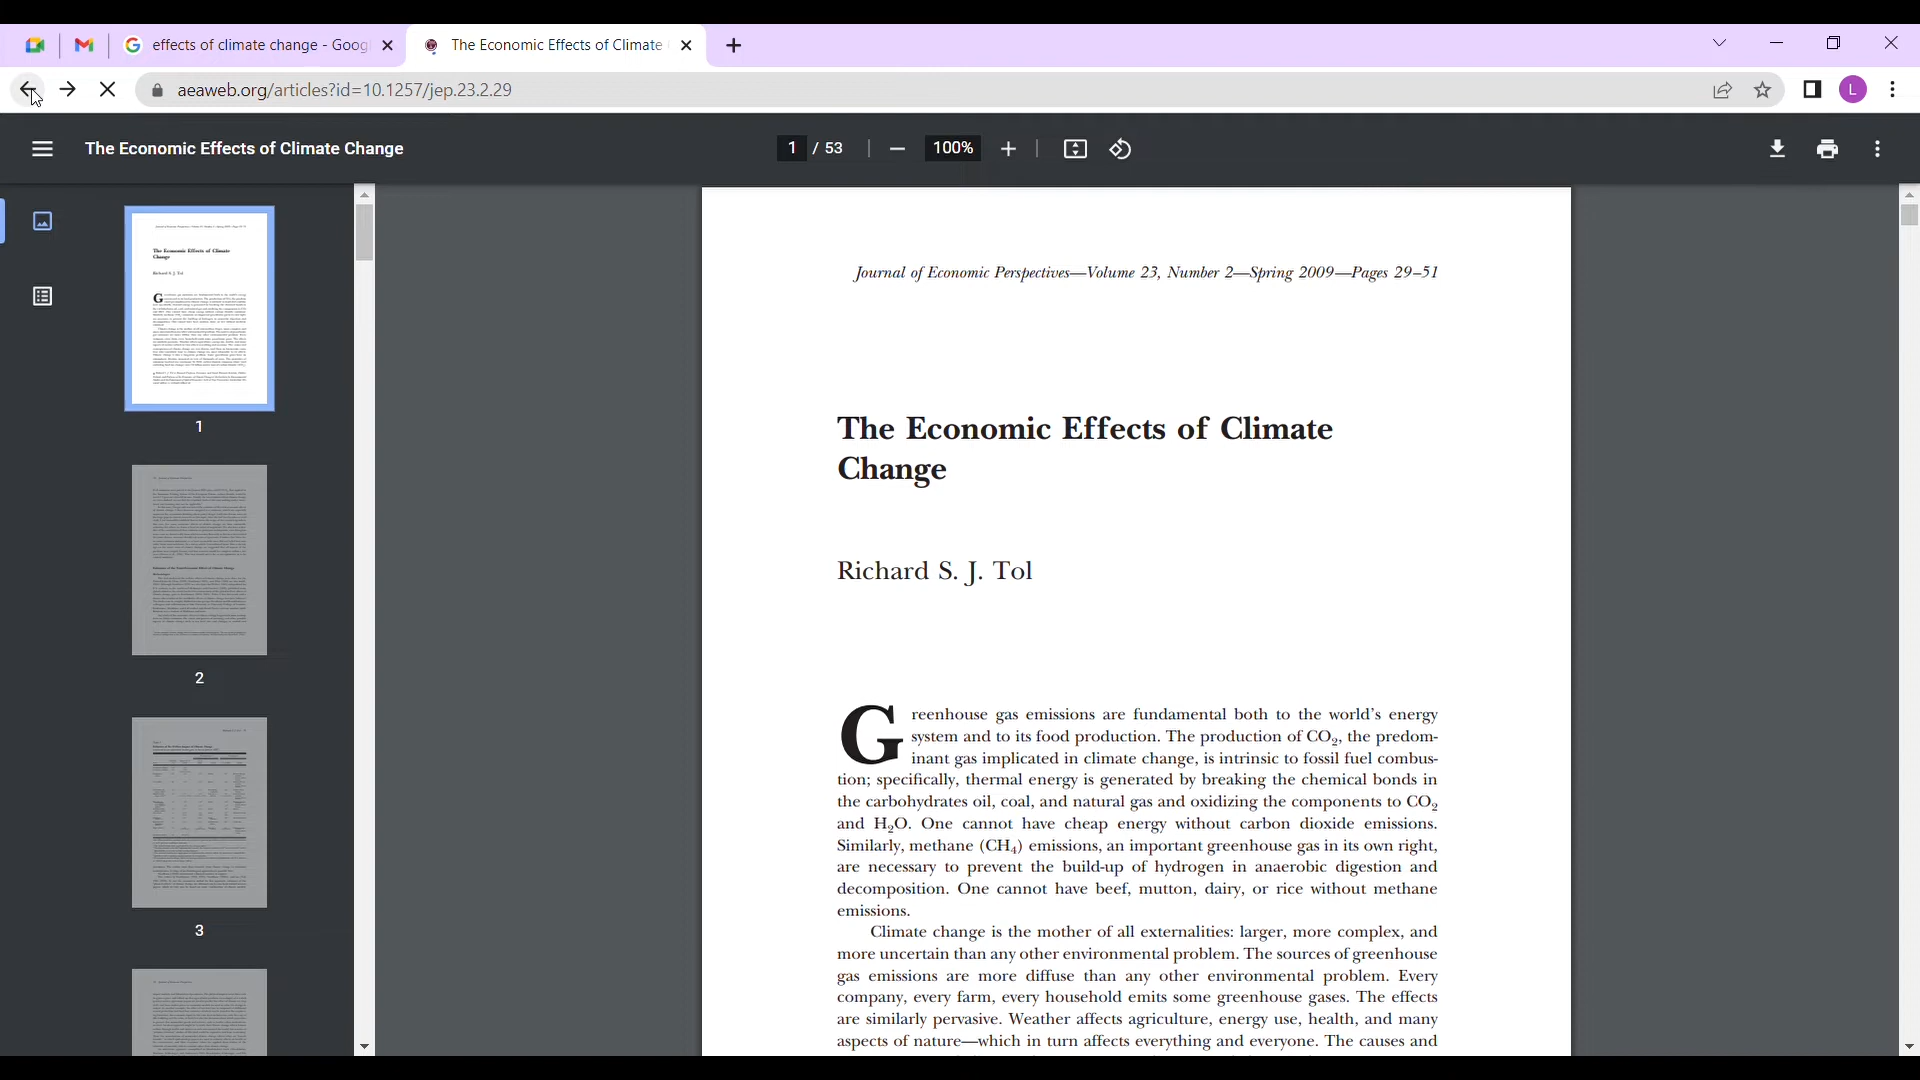 effects of climate change - Goog
The Economic Effects of Climate
aeaweb.org/articles?id=10.1257/jep.23.2.29
L
The Economic Effects of Climate Change
1 / 53
100%
The Economic Effects of Climate
Change
Richard S. J. Tol
1
2
3
Journal of Economic Perspectives—Volume 23, Number 2—Spring 2009—Pages 29–51
The Economic Effects of Climate
Change
Richard S. J. Tol
Greenhouse gas emissions are fundamental both to the world's energy
system and to its food production. The production of CO₂, the predom-
inant gas implicated in climate change, is intrinsic to fossil fuel combus-
tion; specifically, thermal energy is generated by breaking the chemical bonds in
the carbohydrates oil, coal, and natural gas and oxidizing the components to CO₂
and H₂O. One cannot have cheap energy without carbon dioxide emissions.
Similarly, methane (CH₄) emissions, an important greenhouse gas in its own right,
are necessary to prevent the build-up of hydrogen in anaerobic digestion and
decomposition. One cannot have beef, mutton, dairy, or rice without methane
emissions.
Climate change is the mother of all externalities: larger, more complex, and
more uncertain than any other environmental problem. The sources of greenhouse
gas emissions are more diffuse than any other environmental problem. Every
company, every farm, every household emits some greenhouse gases. The effects
are similarly pervasive. Weather affects agriculture, energy use, health, and many
aspects of nature—which in turn affects everything and everyone. The causes and